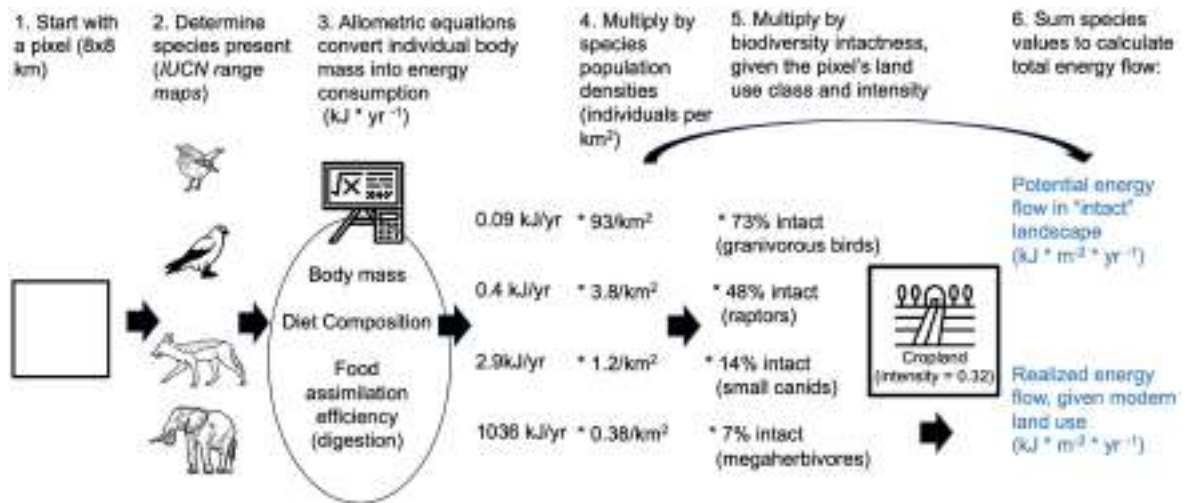 1. Start with
a pixel (8x8
km)
2. Determine
species present
(IUCN range
maps)
3. Allometric equations
convert individual body
mass into energy
consumption
(kJ * yr -1)
4. Multiply by
species
population
densities
(individuals per
km2)
5. Multiply by
biodiversity intactness,
given the pixel's land
use class and intensity
6. Sum species
values to calculate
total energy flow:
Body mass
Diet Composition
Food
assimilation
efficiency
(digestion)
0.09 kJ/yr * 93/km2 * 73% intact
(granivorous birds)
0.4 kJ/yr * 3.8/km2 * 48% intact
(raptors)
2.9kJ/yr * 1.2/km2 * 14% intact
(small canids)
1036 kJ/yr * 0.38/km2 * 7% intact
(megaherbivores)
Cropland
(intensity = 0.32)
Potential energy
flow in "intact"
landscape
(kJ * m-2 * yr -1)
Realized energy
flow, given modern
land use
(kJ * m-2 * yr -1)